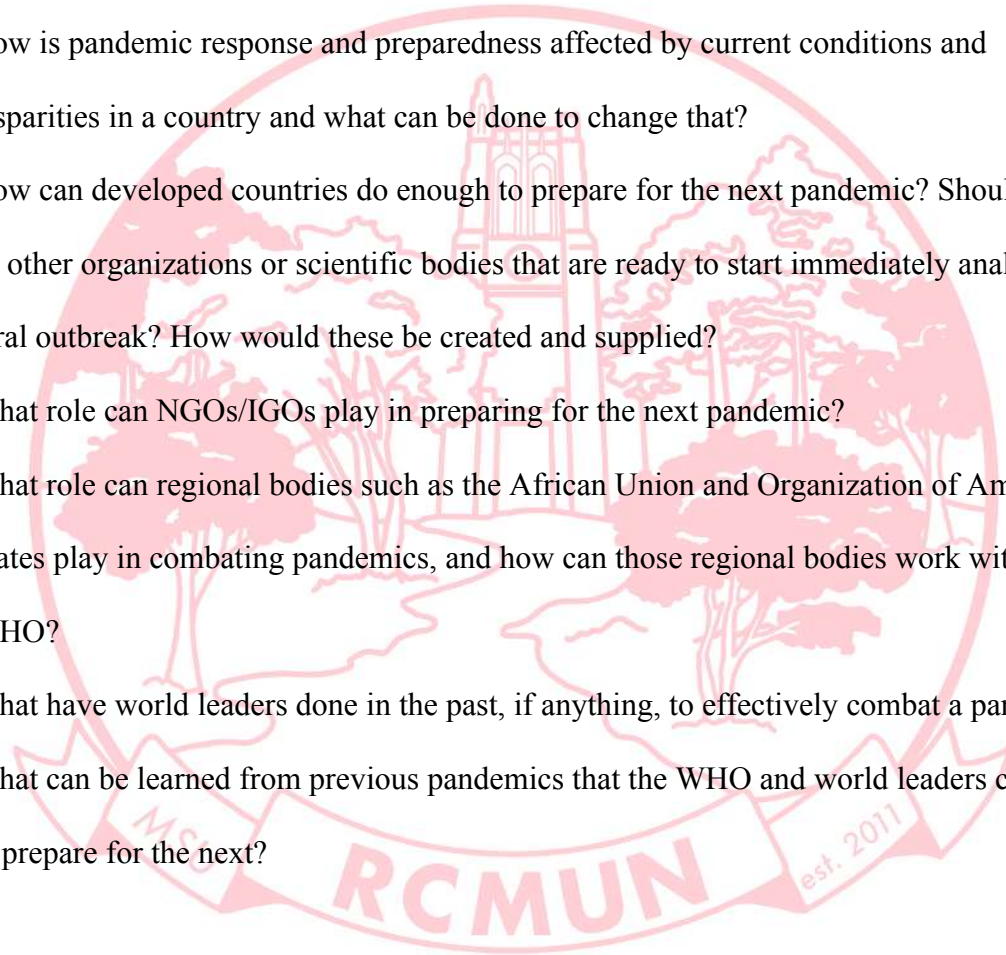 ow is pandemic response and preparedness affected by current conditions and
sparities in a country and what can be done to change that?
ow can developed countries do enough to prepare for the next pandemic? Shoul
other organizations or scientific bodies that are ready to start immediately anal
ral outbreak? How would these be created and supplied?
hat role can NGOs/IGOs play in preparing for the next pandemic?
hat role can regional bodies such as the African Union and Organization of Am
ates play in combating pandemics, and how can those regional bodies work wit
HO?
hat have world leaders done in the past, if anything, to effectively combat a pan
hat can be learned from previous pandemics that the WHO and world leaders c
prepare for the next?
MSU
RCMUN
est. 2011